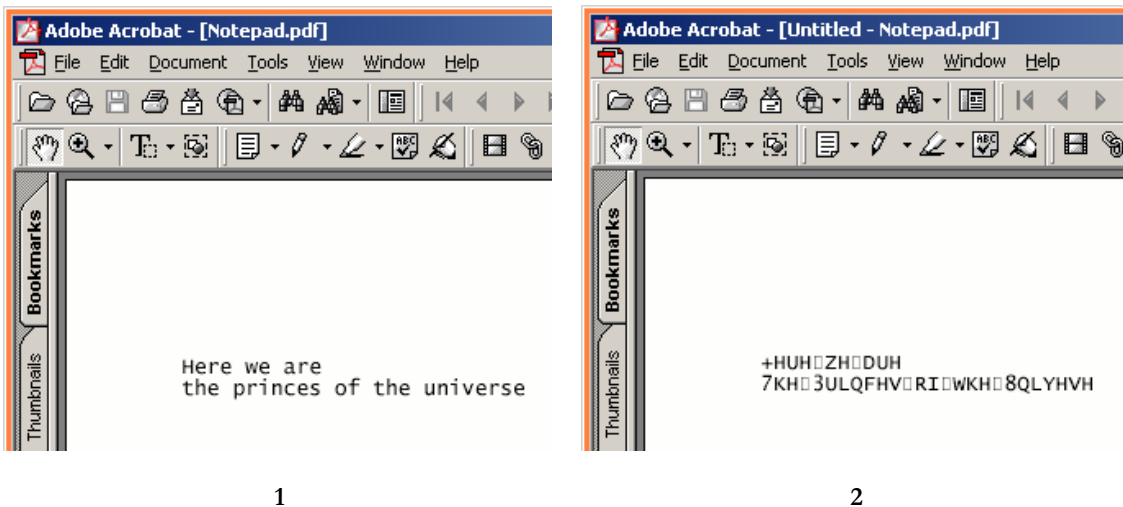 Adobe Acrobat - [Notepad.pdf]
File Edit Document Tools View Window Help
Bookmarks
Thumbnails
Here we are
the princes of the universe
1
Adobe Acrobat - [Untitled - Notepad.pdf]
File Edit Document Tools View Window Help
Bookmarks
Thumbnails
+HUH▯ZH▯DUH
7KH▯3ULQFHV▯RI▯WKH▯8QLYHVH
2